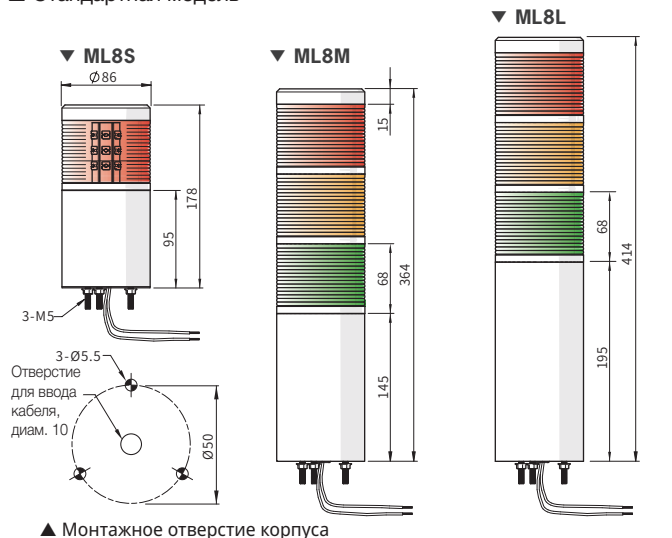 Стандартная модель
▼ ML8S
Ø86
178
95
3-M5
▼ ML8M
15
68
364
145
▼ ML8L
68
414
195
3-Ø5.5
Отверстие
для ввода
кабеля,
диам. 10
Ø50
▲ Монтажное отверстие корпуса